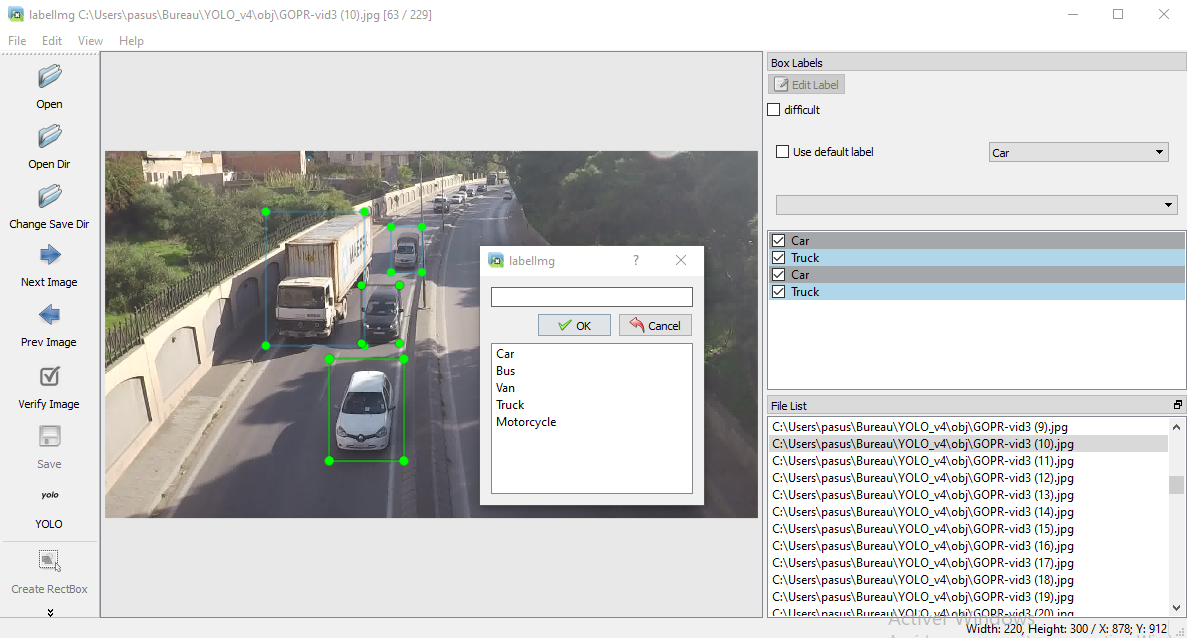 labelImg C:\Users\pasus\Bureau\YOLO_v4\obj\GOPR-vid3 (10).jpg [63 / 229]
File Edit View Help
Open
Open Dir
Change Save Dir
Next Image
Prev Image
Verify Image
Save
yolo
YOLO
Create RectBox
MAERSK
labelImg ?
OK
Cancel
Car
Bus
Van
Truck
Motorcycle
Box Labels
Edit Label
difficult
Use default label
Car
Car
Truck
Car
Truck
File List
C:\Users\pasus\Bureau\YOLO_v4\obj\GOPR-vid3 (9).jpg
C:\Users\pasus\Bureau\YOLO_v4\obj\GOPR-vid3 (10).jpg
C:\Users\pasus\Bureau\YOLO_v4\obj\GOPR-vid3 (11).jpg
C:\Users\pasus\Bureau\YOLO_v4\obj\GOPR-vid3 (12).jpg
C:\Users\pasus\Bureau\YOLO_v4\obj\GOPR-vid3 (13).jpg
C:\Users\pasus\Bureau\YOLO_v4\obj\GOPR-vid3 (14).jpg
C:\Users\pasus\Bureau\YOLO_v4\obj\GOPR-vid3 (15).jpg
C:\Users\pasus\Bureau\YOLO_v4\obj\GOPR-vid3 (16).jpg
C:\Users\pasus\Bureau\YOLO_v4\obj\GOPR-vid3 (17).jpg
C:\Users\pasus\Bureau\YOLO_v4\obj\GOPR-vid3 (18).jpg
C:\Users\pasus\Bureau\YOLO_v4\obj\GOPR-vid3 (19).jpg
C:\Users\pasus\Bureau\YOLO_v4\obj\GOPR-vid3 (20).jpg
Activer Windows
Width: 220, Height: 300 / X: 878; Y: 912